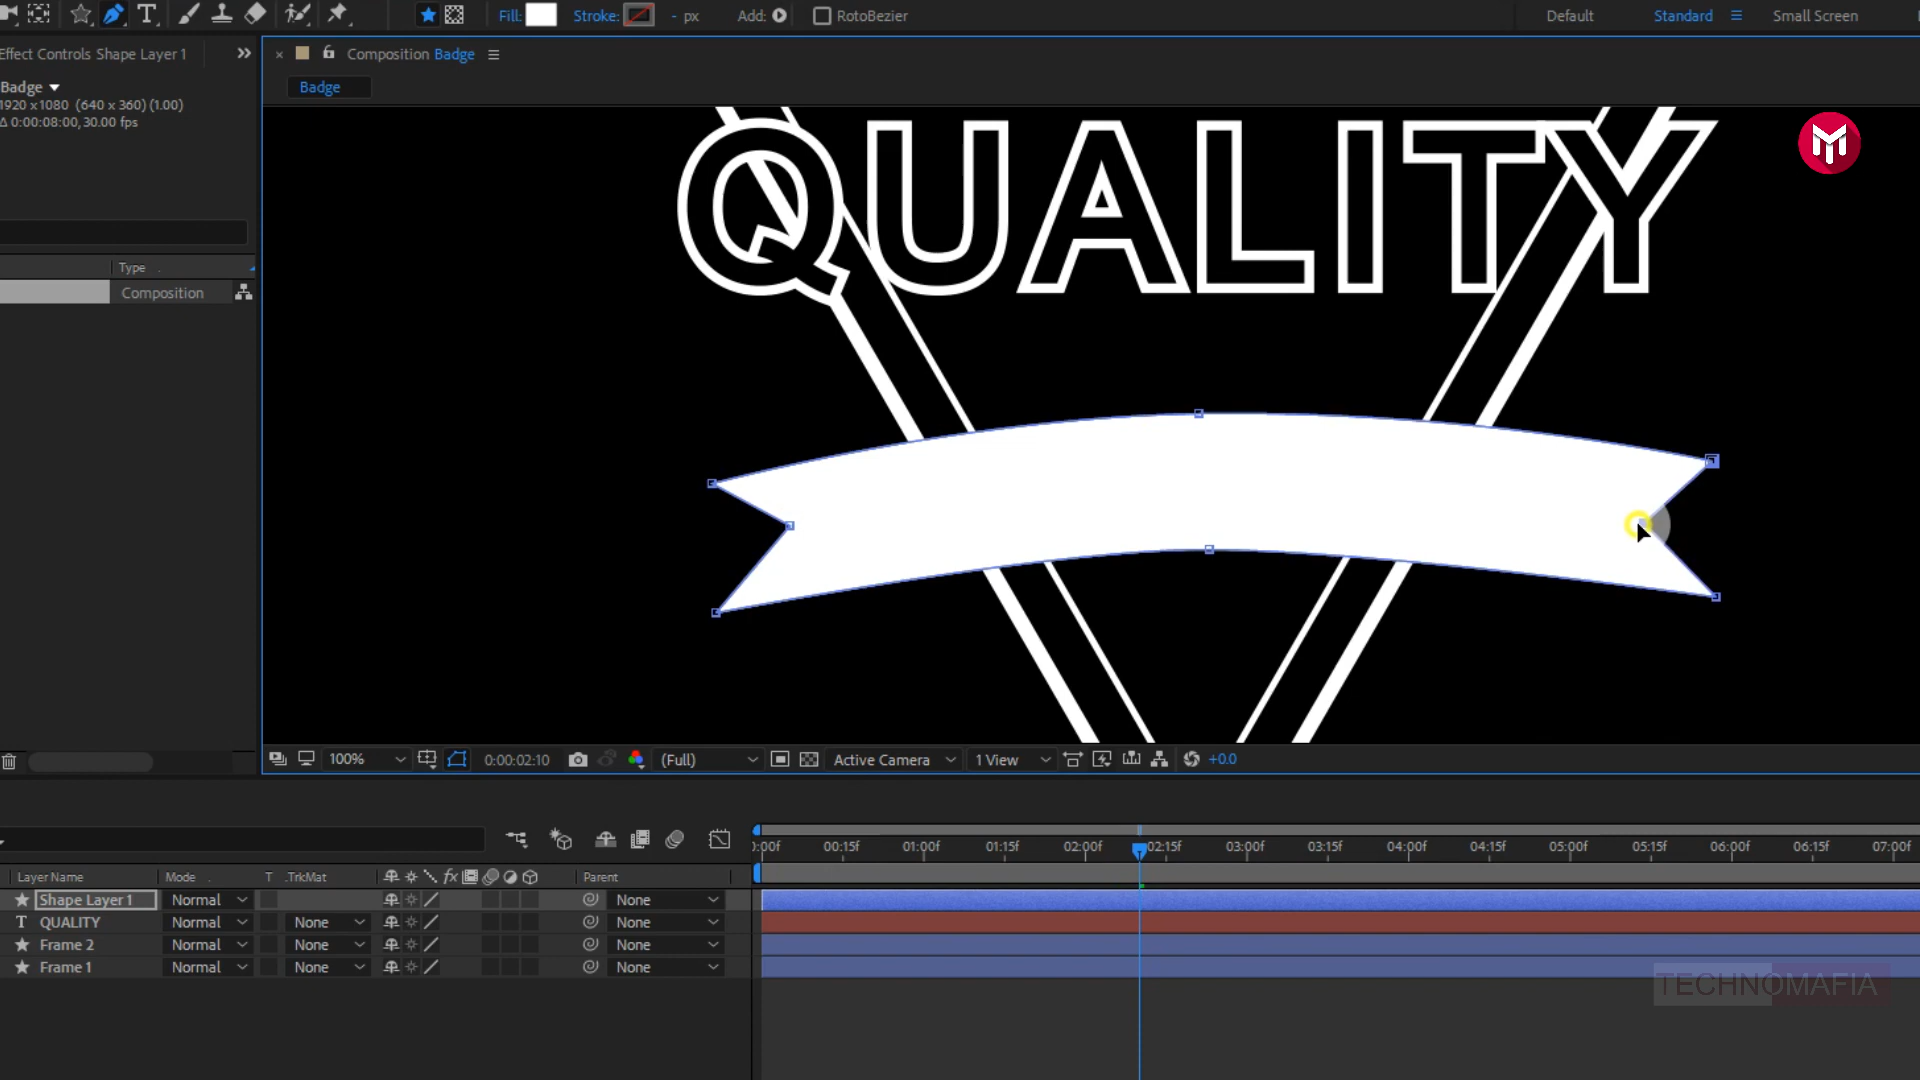 Fill: Stroke: - px Add: RotoBezier Default Standard Small Screen
Effect Controls Shape Layer 1
Composition Badge
Badge
Badge
1920 x1080 (640 x 360) (1.00)
Δ 0:00:08:00, 30.00 fps
QUALITY
Type
Composition
100% 0:00:02:10 (Full) Active Camera 1 View +0.0
):00f 00:15f 01:00f 01:15f 02:00f 02:15f 03:00f 03:15f 04:00f 04:15f 05:00f 05:15f 06:00f 06:15f 07:00f
Layer Name Mode T .TrkMat fx Parent
Shape Layer 1 Normal None
T QUALITY Normal None None
Frame 2 Normal None None
Frame 1 Normal None None
TECHNOMAFIA